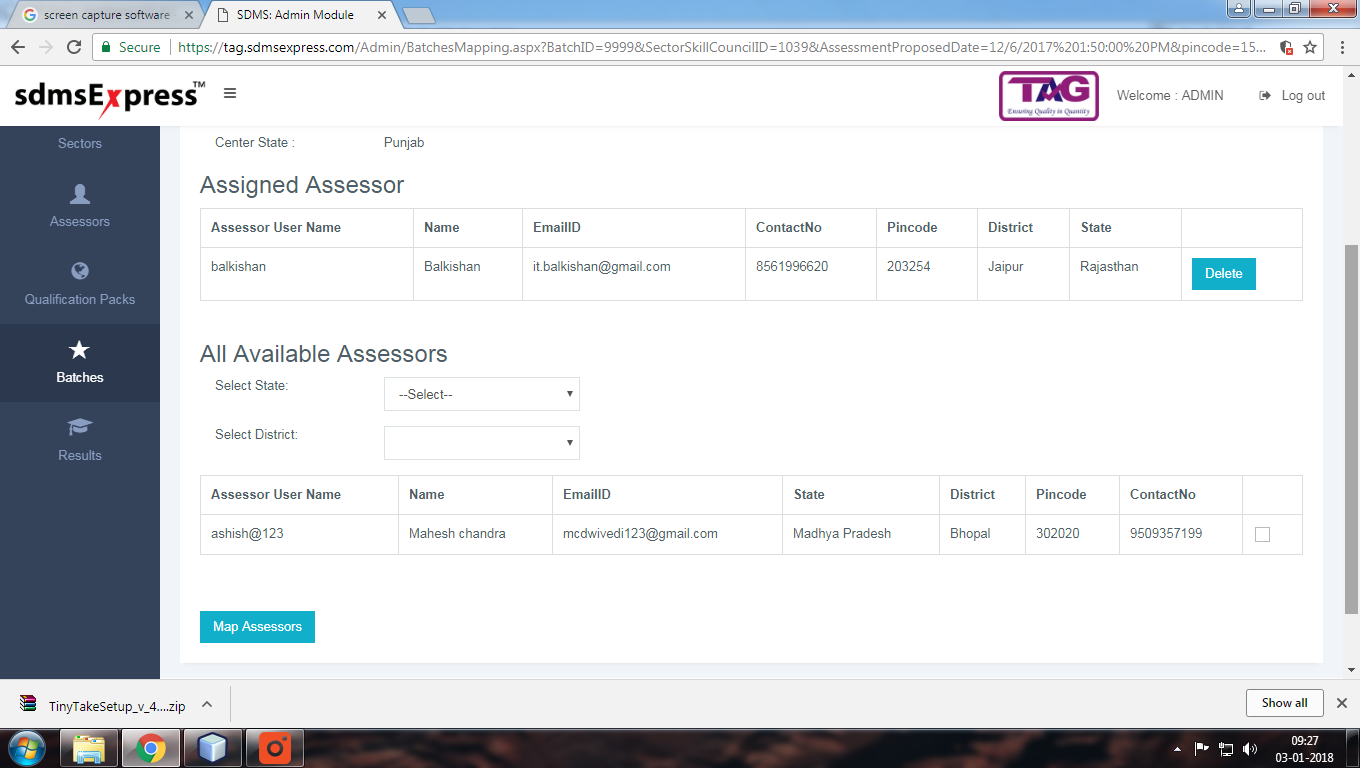 screen capture software
SDMS: Admin Module
Secure
https://tag.sdmsexpress.com/Admin/BatchesMapping.aspx?BatchID=9999&SectorSkillCouncilID=1039&AssessmentProposedDate=12/6/2017%201:50:00%20PM&pincode=15...
sdmsExpress™
TAG
Ensuring Quality in Quantity
Welcome : ADMIN
Log out
Sectors
Assessors
Qualification Packs
Batches
Results
Center State : Punjab
Assigned Assessor
Assessor User Name Name EmailID ContactNo Pincode District State
balkishan Balkishan it.balkishan@gmail.com 8561996620 203254 Jaipur Rajasthan Delete
All Available Assessors
Select State: --Select--
Select District:
Assessor User Name Name EmailID State District Pincode ContactNo
ashish@123 Mahesh chandra mcdwivedi123@gmail.com Madhya Pradesh Bhopal 302020 9509357199
Map Assessors
TinyTakeSetup_v_4....zip
Show all
09:27
03-01-2018